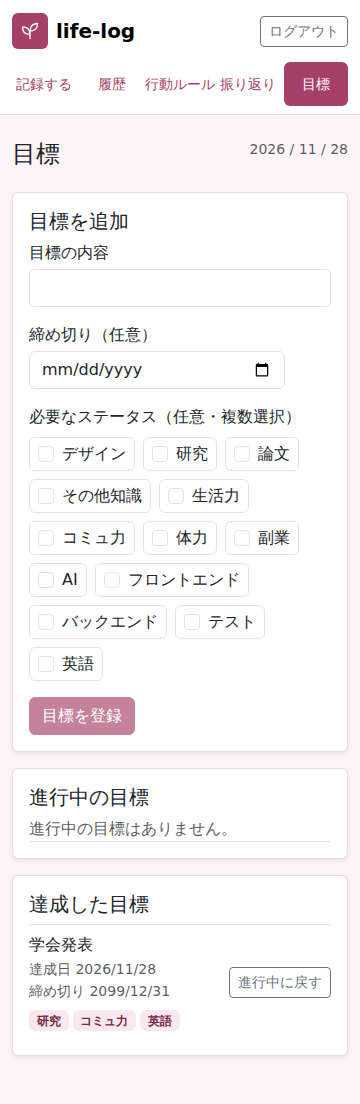 life-log
ログアウト
記録する 履歴 行動ルール 振り返り 目標
目標 2026 / 11 / 28
目標を追加
目標の内容
締め切り（任意）
mm/dd/yyyy
必要なステータス（任意・複数選択）
デザイン 研究 論文
その他知識 生活力
コミュ力 体力 副業
AI フロントエンド
バックエンド テスト
英語
目標を登録
進行中の目標
進行中の目標はありません。
達成した目標
学会発表
達成日 2026/11/28
締め切り 2099/12/31
進行中に戻す
研究 コミュ力 英語